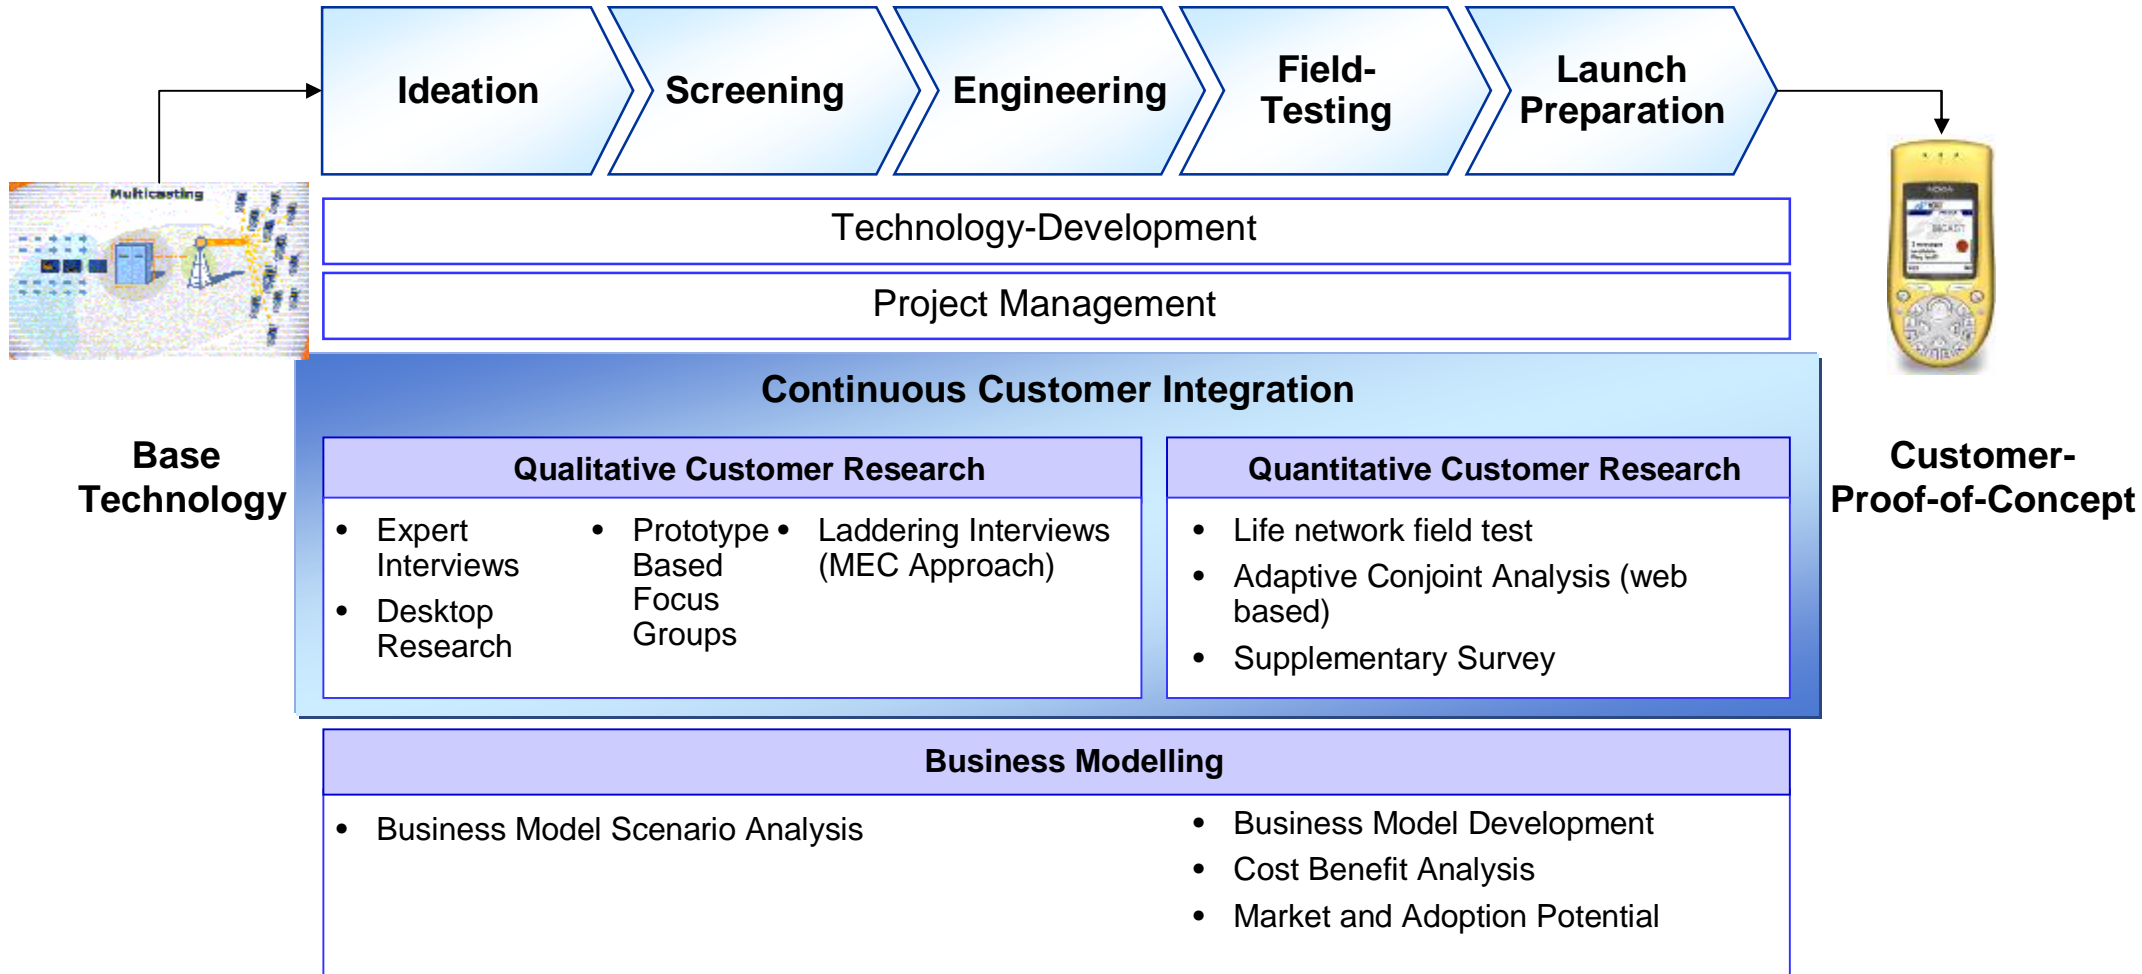 Ideation
Screening
Engineering
Field-
Testing
Launch
Preparation
Multicasting
Technology-Development
Project Management
NOKIA
Continuous Customer Integration
Base
Technology
Customer-
Proof-of-Concept
Qualitative Customer Research
• Expert
Interviews
• Desktop
Research
• Prototype
Based
Focus
Groups
• Laddering Interviews
(MEC Approach)
Quantitative Customer Research
• Life network field test
• Adaptive Conjoint Analysis (web
based)
• Supplementary Survey
Business Modelling
• Business Model Scenario Analysis
• Business Model Development
• Cost Benefit Analysis
• Market and Adoption Potential